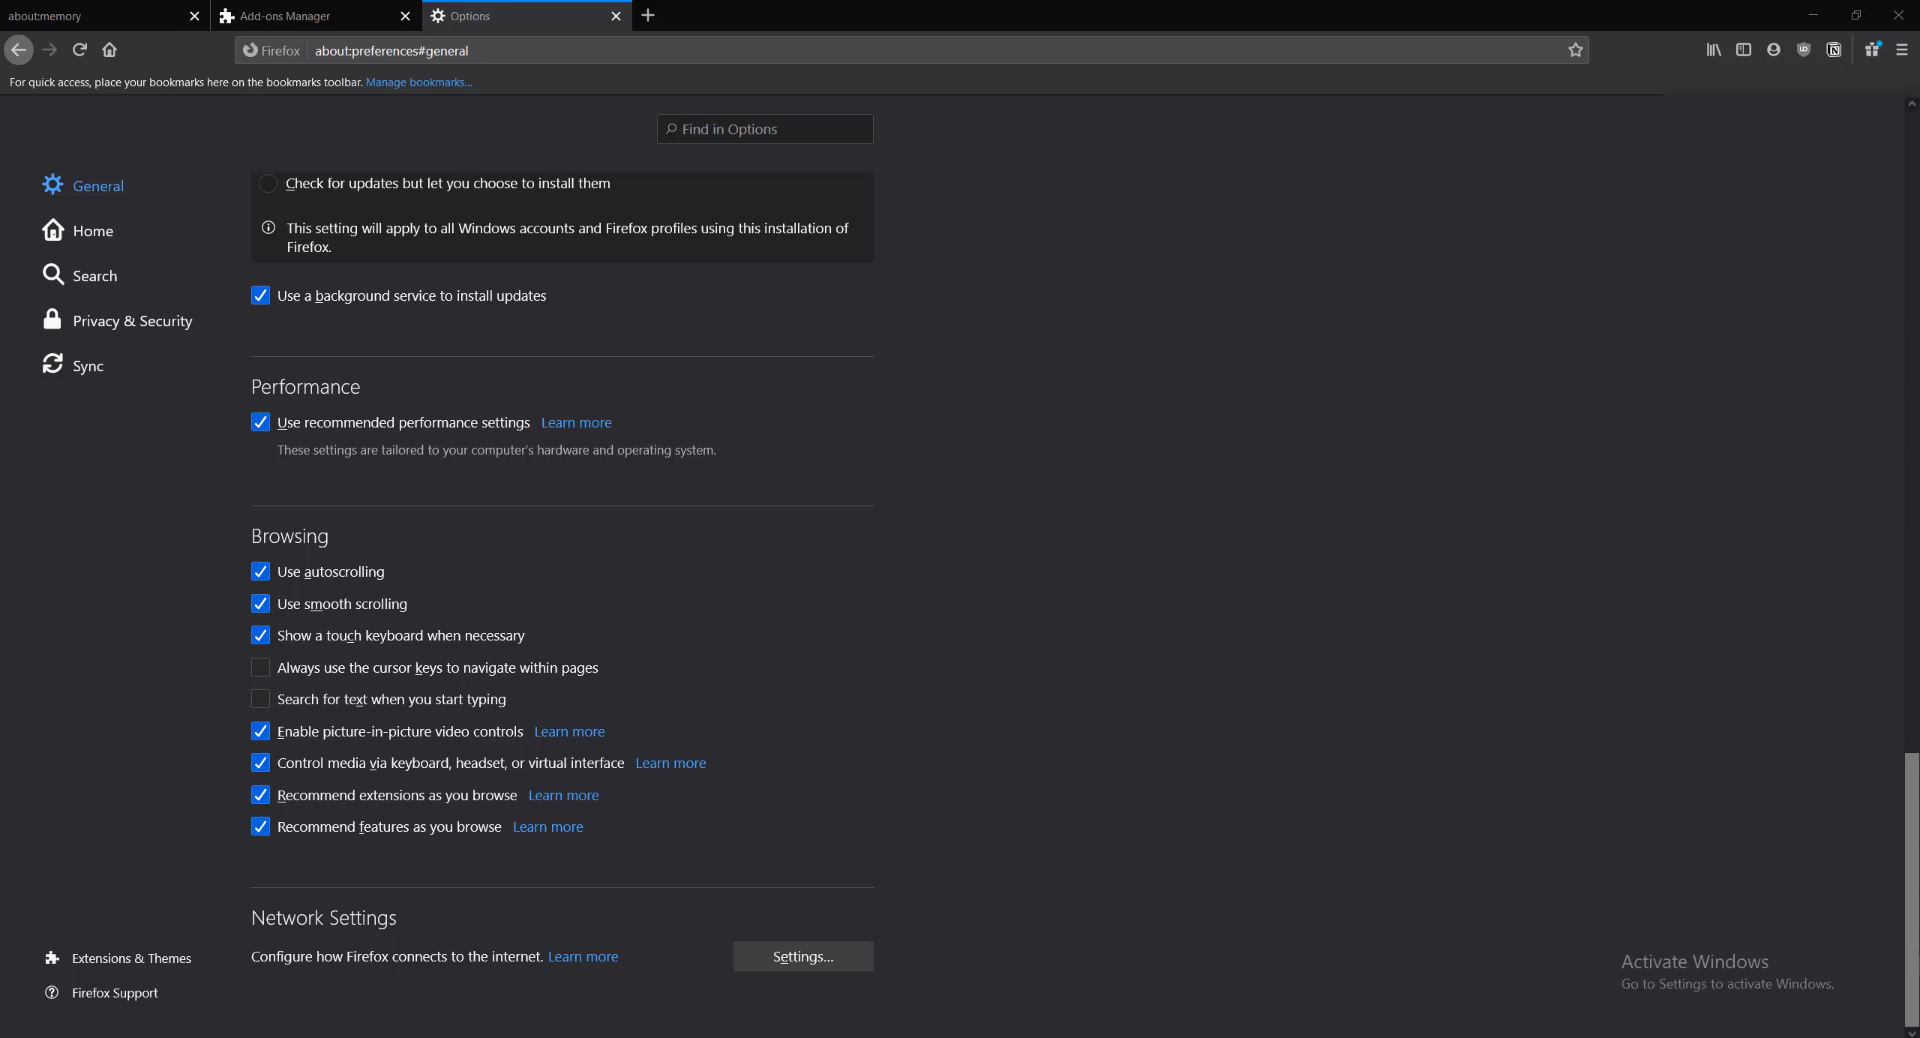 about:memory
Add-ons Manager
Options
Firefox
about:preferences#general
For quick access, place your bookmarks here on the bookmarks toolbar. Manage bookmarks...
Find in Options
General
Home
Search
Privacy & Security
Sync
Check for updates but let you choose to install them
This setting will apply to all Windows accounts and Firefox profiles using this installation of
Firefox.
Use a background service to install updates
Performance
Use recommended performance settings Learn more
These settings are tailored to your computer's hardware and operating system.
Browsing
Use autoscrolling
Use smooth scrolling
Show a touch keyboard when necessary
Always use the cursor keys to navigate within pages
Search for text when you start typing
Enable picture-in-picture video controls Learn more
Control media via keyboard, headset, or virtual interface Learn more
Recommend extensions as you browse Learn more
Recommend features as you browse Learn more
Network Settings
Configure how Firefox connects to the internet. Learn more
Settings...
Extensions & Themes
Firefox Support
Activate Windows
Go to Settings to activate Windows.